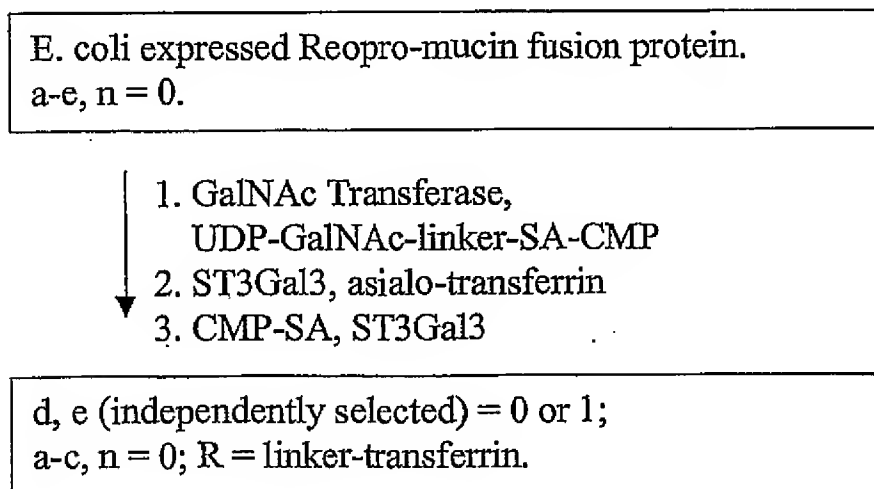 E. coli expressed Reopro-mucin fusion protein.
a-e, n = 0.
1. GalNAc Transferase,
UDP-GalNAc-linker-SA-CMP
2. ST3Gal3, asialo-transferrin
3. CMP-SA, ST3Gal3
d, e (independently selected) = 0 or 1;
a-c, n = 0; R = linker-transferrin.